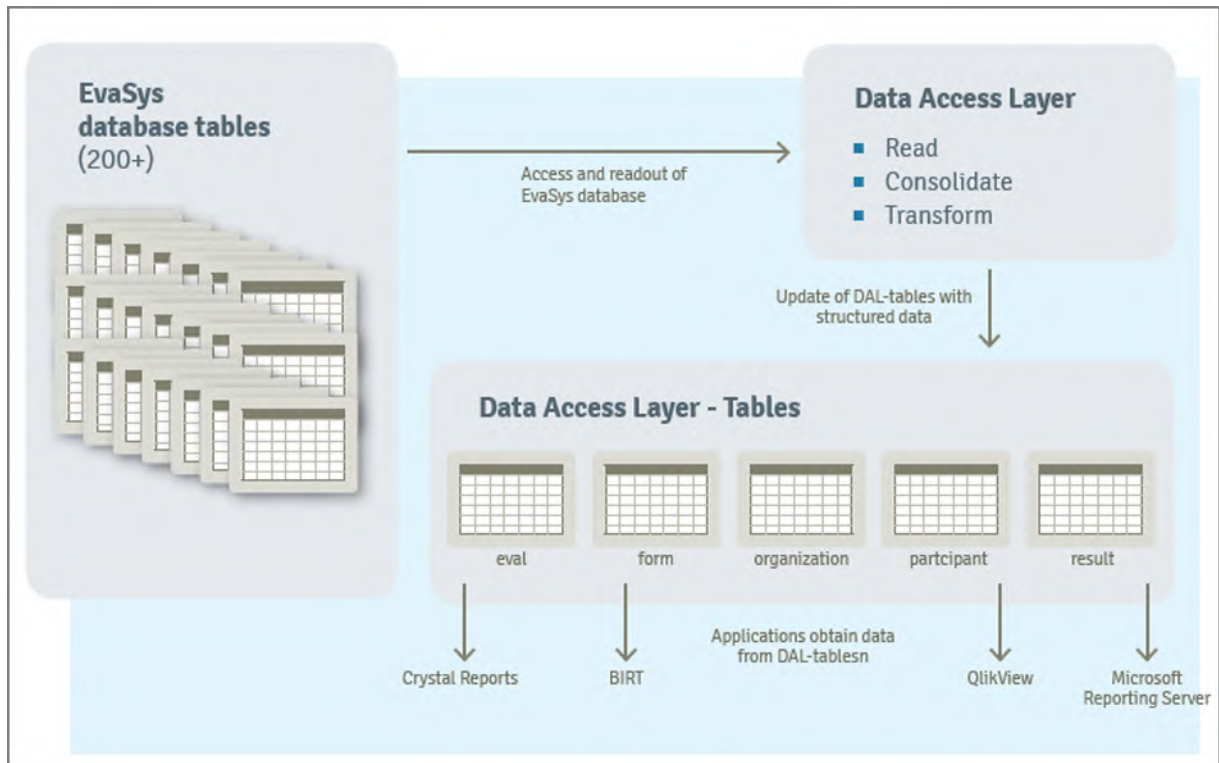 EvaSys
database tables
(200+)
Data Access Layer
Read
Consolidate
Transform
Access and readout of
EvaSys database
Update of DAL-tables with
structured data
Data Access Layer - Tables
eval
form
organization
partcipant
result
Applications obtain data
from DAL-tablesn
Crystal Reports
BIRT
QlikView
Microsoft
Reporting Server